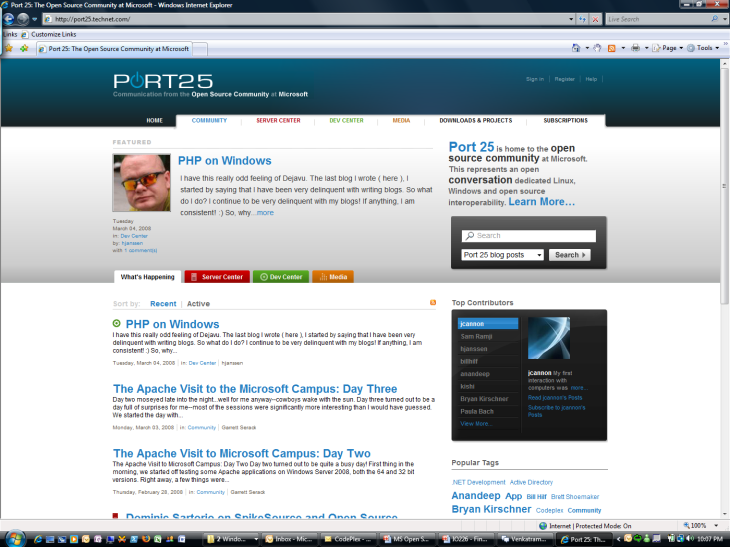 Port 25: The Open Source Community at Microsoft - Windows Internet Explorer
http://port25.technet.com/
Live Search
Links Customize Links
Port 25: The Open Source Community at Microsoft
Page Tools
PORT25
Communication from the Open Source Community at Microsoft
Sign in | Register | Help
HOME COMMUNITY SERVER CENTER DEV CENTER MEDIA DOWNLOADS & PROJECTS SUBSCRIPTIONS
FEATURED
PHP on Windows
I have this really odd feeling of Dejavu. The last blog I wrote ( here ), I
started by saying that I have been very delinquent with writing blogs. So what
do I do? I continue to be very delinquent with my blogs! If anything, I am
consistent! :) So, why...more
Tuesday
March 04, 2008
in: Dev Center
by: hjanssen
with 1 comment(s)
Port 25 is home to the open
source community at Microsoft.
This represents an open
conversation dedicated Linux,
Windows and open source
interoperability. Learn More...
Search
Port 25 blog posts Search
What's Happening Server Center Dev Center Media
Sort by: Recent | Active
PHP on Windows
I have this really odd feeling of Dejavu. The last blog I wrote ( here ), I started by saying that I have been very
delinquent with writing blogs. So what do I do? I continue to be very delinquent with my blogs! If anything, I am
consistent! :) So, why...
Tuesday, March 04, 2008 | in: Dev Center | hjanssen
The Apache Visit to the Microsoft Campus: Day Three
Day two moseyed late into the night...well for me anyway--cowboys wake with the sun. Day three turned out to be a
day full of surprises for me--most of the sessions were significantly more interesting than I would have guessed.
We started the day with...
Monday, March 03, 2008 | in: Community | Garrett Serack
The Apache Visit to Microsoft Campus: Day Two
The Apache Visit to Microsoft Campus: Day Two Day two turned out to be quite a busy day! First thing in the
morning, we started off testing some Apache applications on Windows Server 2008, both the 64 and 32 bit
versions. Right away, a few things were...
Thursday, February 28, 2008 | in: Community | Garrett Serack
Dominic Sartorio on SpikeSource and Open Source
Top Contributors
jcannon
Sam Ramji
hjanssen
billhilf
anandeep
kishi
Bryan Kirschner
Paula Bach
View More...
jcannon My first
interaction with
computers was more...
Read jcannon's Posts
Subscribe to jcannon's
Posts
Popular Tags
.NET Development Active Directory
Anandeep App Bill Hilf Brett Shoemaker
Bryan Kirschner Codeplex Community
Internet | Protected Mode: On 100%
2 Windo... Inbox - Mic... CodePlex - ... MS Open S... IO226 - Fin... Venkatram... Port 25: Th... 10:07 PM